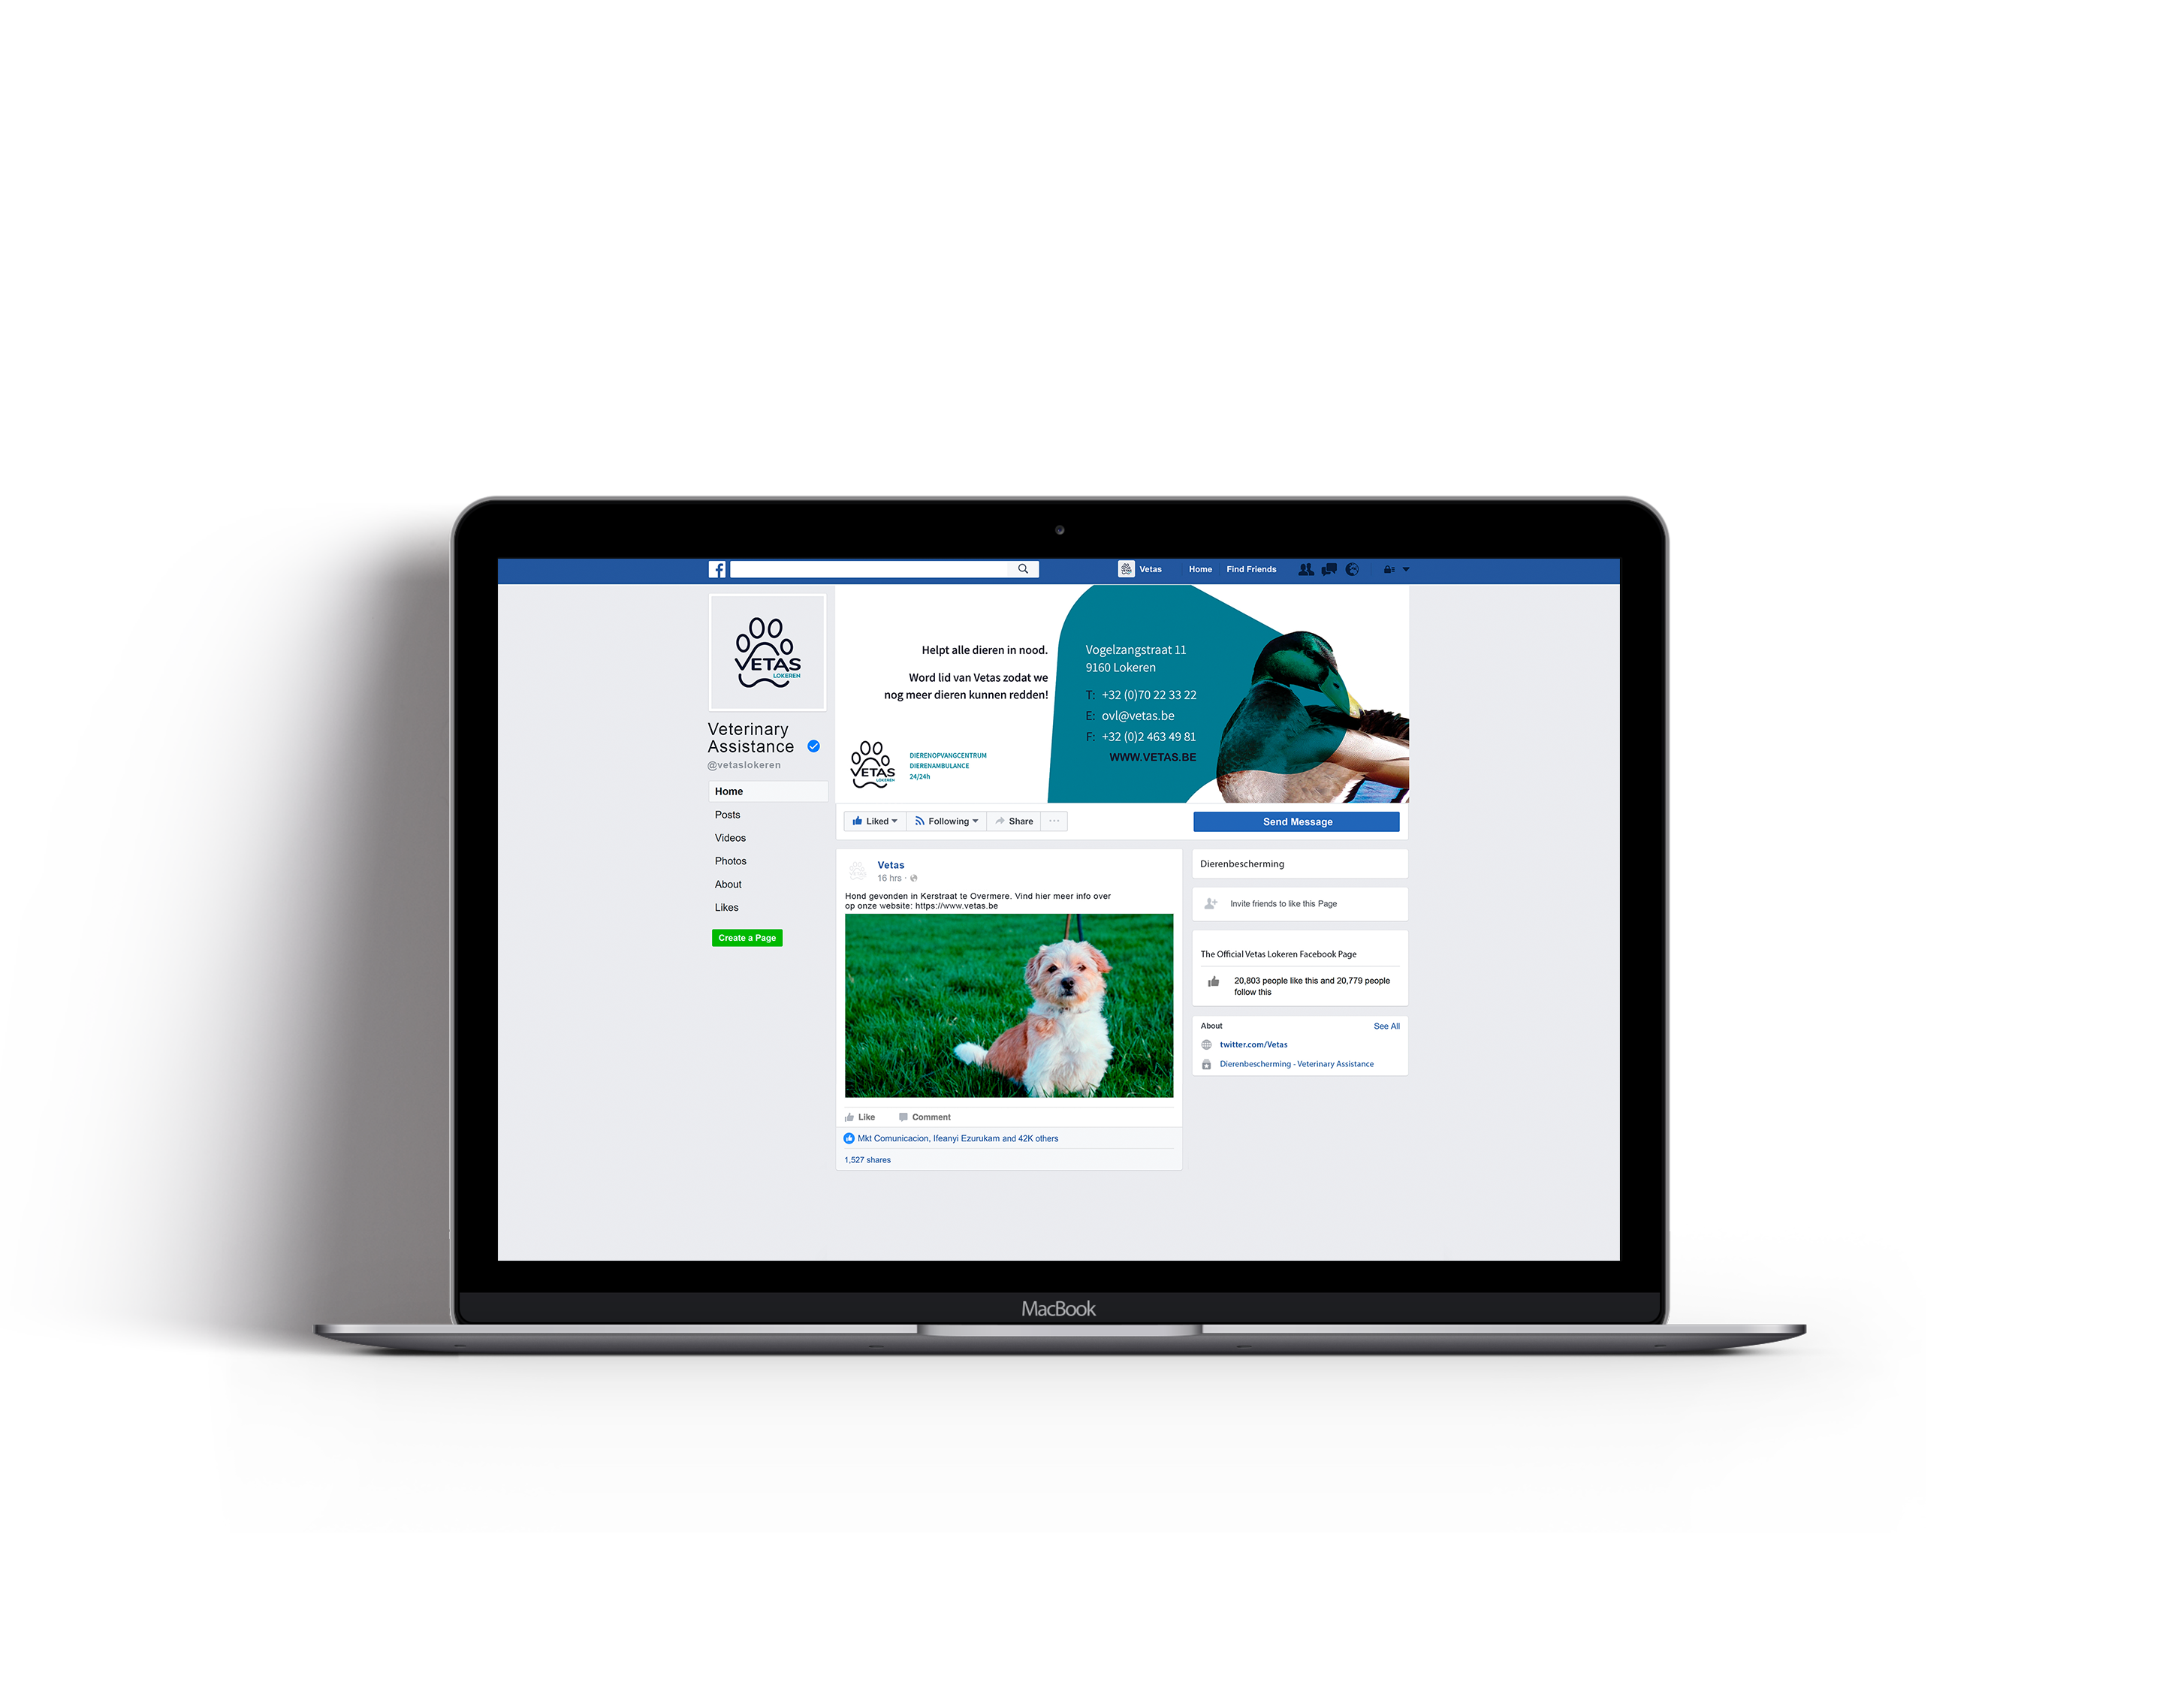 f
Vetas
Home
Find Friends
VETAS
LOKEREN
Veterinary
Assistance
@vetaslokeren
Home
Posts
Videos
Photos
About
Likes
Create a Page
Helpt alle dieren in nood.
Word lid van Vetas zodat we
nog meer dieren kunnen redden!
VETAS
LOKEREN
DIERENOPVANGCENTRUM
DIERENAMBULANCE
24/24h
Vogelzangstraat 11
9160 Lokeren
T: +32 (0)70 22 33 22
E: ovl@vetas.be
F: +32 (0)2 463 49 81
WWW.VETAS.BE
Liked
Following
Share
Send Message
Vetas
16 hrs
Hond gevonden in Kerstraat te Overmere. Vind hier meer info over
op onze website: https://www.vetas.be
Like
Comment
Mkt Comunicacion, Ifeanyi Ezurukam and 42K others
1,527 shares
Dierenbescherming
Invite friends to like this Page
The Official Vetas Lokeren Facebook Page
20,803 people like this and 20,779 people
follow this
About
See All
twitter.com/Vetas
Dierenbescherming - Veterinary Assistance
MacBook